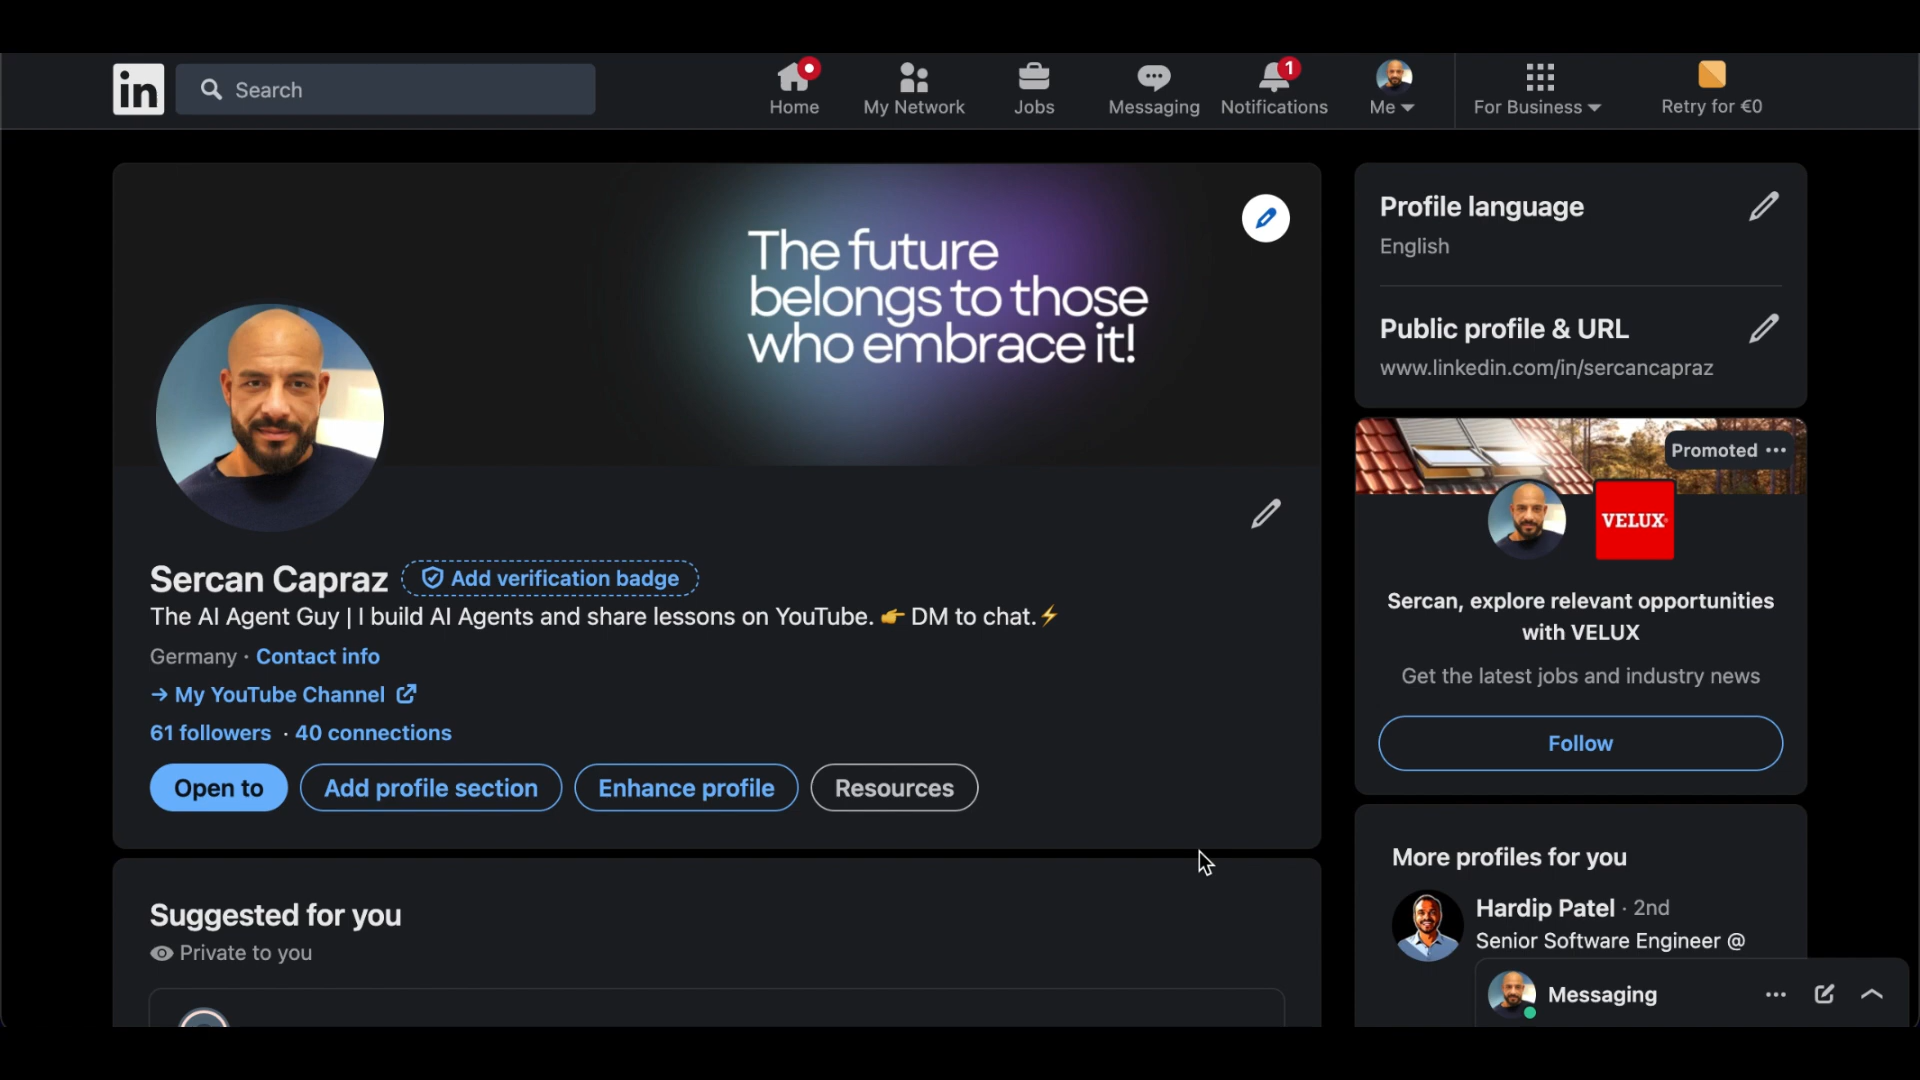 in
Search
Home
My Network
Jobs
Messaging
1
Notifications
Me
For Business
Retry for €0
The future
belongs to those
who embrace it!
Sercan Capraz
Add verification badge
The AI Agent Guy | I build AI Agents and share lessons on YouTube. 👉 DM to chat.⚡
Germany · Contact info
→ My YouTube Channel
61 followers · 40 connections
Open to
Add profile section
Enhance profile
Resources
Suggested for you
Private to you
Profile language
English
Public profile & URL
www.linkedin.com/in/sercancapraz
Promoted
VELUX
Sercan, explore relevant opportunities
with VELUX
Get the latest jobs and industry news
Follow
More profiles for you
Hardip Patel · 2nd
Senior Software Engineer @
Messaging